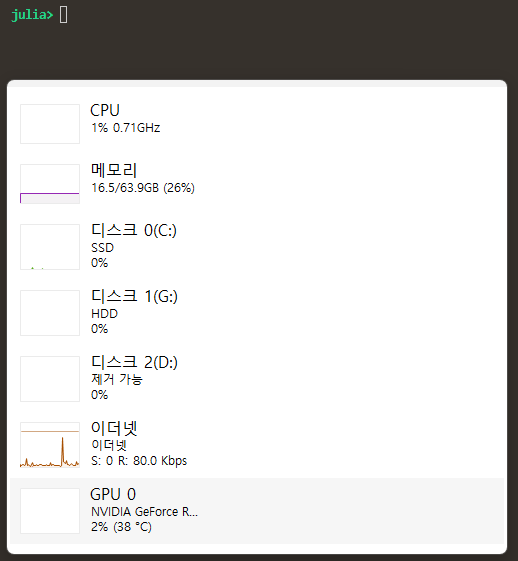 julia>
CPU
1% 0.71GHz
메모리
16.5/63.9GB (26%)
디스크 0(C:)
SSD
0%
디스크 1(G:)
HDD
0%
디스크 2(D:)
제거 가능
0%
이더넷
이더넷
S: 0 R: 80.0 Kbps
GPU 0
NVIDIA GeForce R...
2% (38 °C)